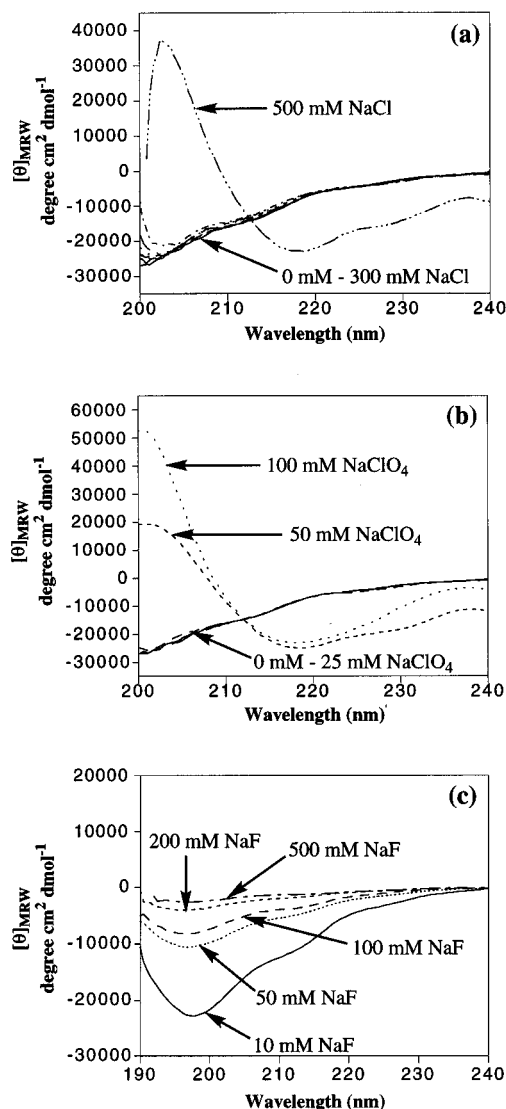 (a)
[θ]MRW
degree cm² dmol⁻¹
40000
30000
20000
10000
0
-10000
-20000
-30000
500 mM NaCl
0 mM - 300 mM NaCl
200
210
220
230
240
Wavelength (nm)
(b)
[θ]MRW
degree cm² dmol⁻¹
60000
50000
40000
30000
20000
10000
0
-10000
-20000
-30000
100 mM NaClO₄
50 mM NaClO₄
0 mM - 25 mM NaClO₄
200
210
220
230
240
Wavelength (nm)
(c)
[θ]MRW
degree cm² dmol⁻¹
20000
10000
0
-10000
-20000
-30000
200 mM NaF
500 mM NaF
100 mM NaF
50 mM NaF
10 mM NaF
190
200
210
220
230
240
Wavelength (nm)